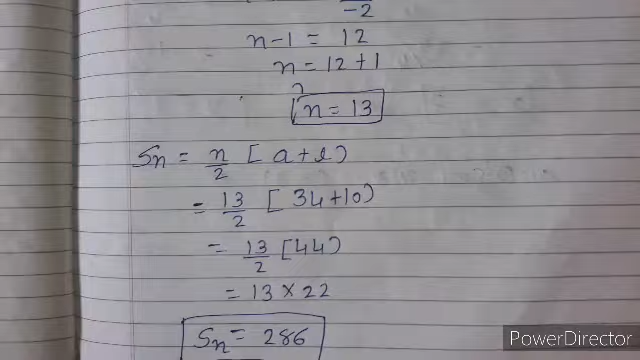 -2
n-1 = 12
n = 12 + 1
n = 13
Sn = n/2 [ a + l )
= 13/2 [ 34+10)
= 13/2 [44)
= 13 × 22
Sn = 286
PowerDirector